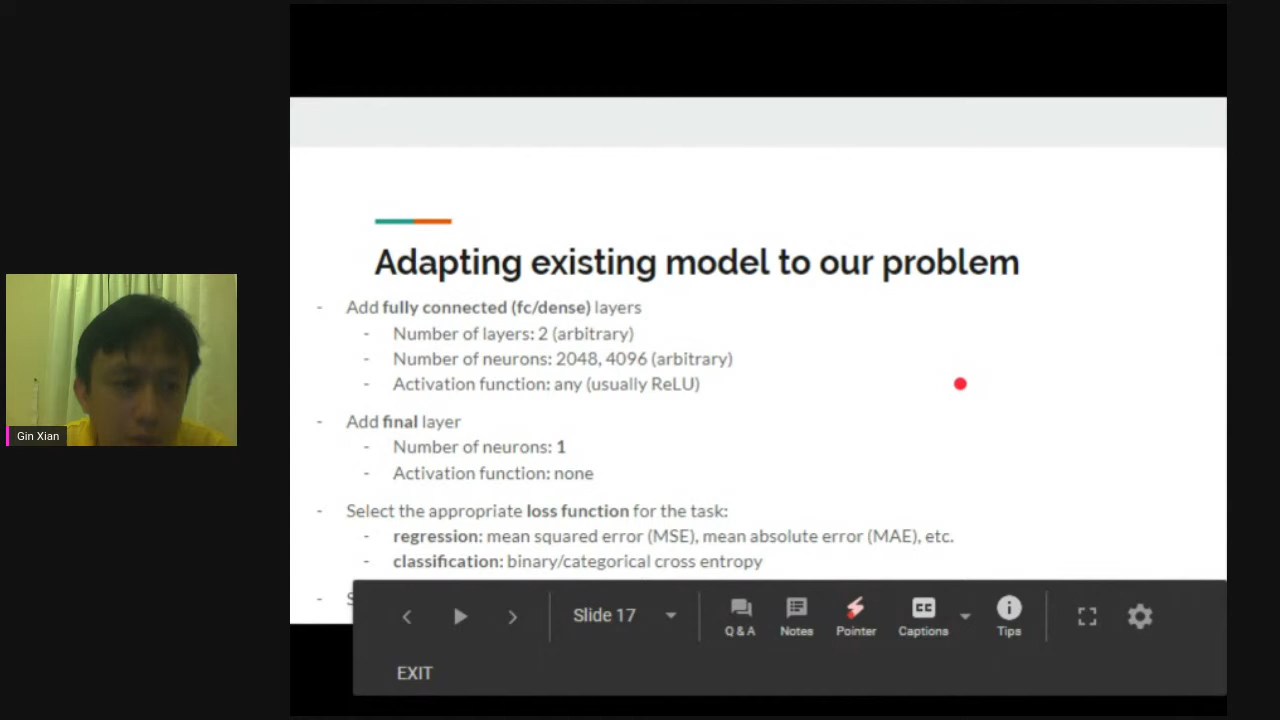 Adapting existing model to our problem
- Add fully connected (fc/dense) layers
- Number of layers: 2 (arbitrary)
- Number of neurons: 2048, 4096 (arbitrary)
- Activation function: any (usually ReLU)
- Add final layer
- Number of neurons: 1
- Activation function: none
- Select the appropriate loss function for the task:
- regression: mean squared error (MSE), mean absolute error (MAE), etc.
- classification: binary/categorical cross entropy
Gin Xian
Slide 17
Q & A
Notes
Pointer
CC
Captions
Tips
EXIT